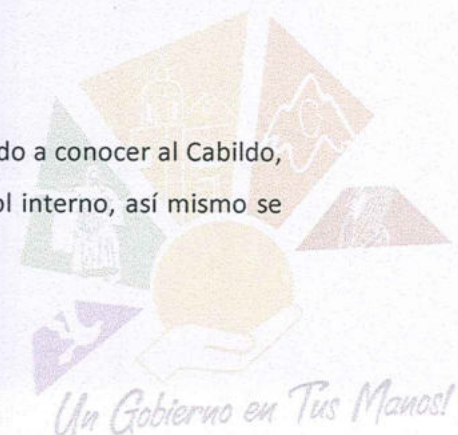 do a conocer al Cabildo,
ol interno, así mismo se
C
Un Gobierno en Tus Manos!